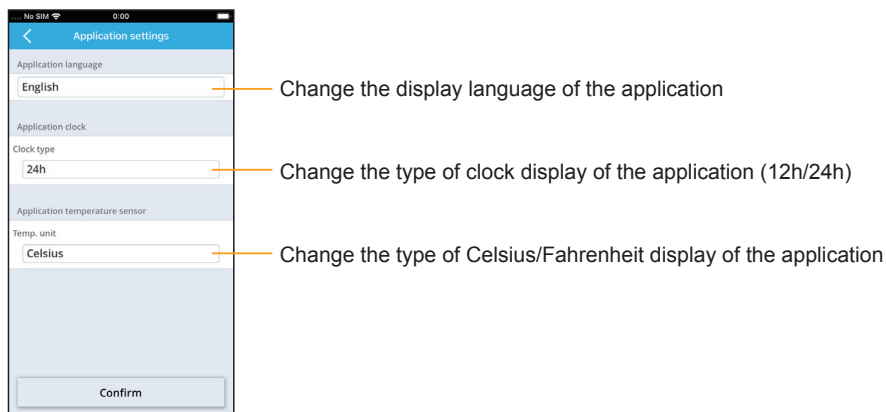 .... No SIM 0:00
Application settings
Application language
English
Change the display language of the application
Application clock
Clock type
24h
Change the type of clock display of the application (12h/24h)
Application temperature sensor
Temp. unit
Celsius
Change the type of Celsius/Fahrenheit display of the application
Confirm